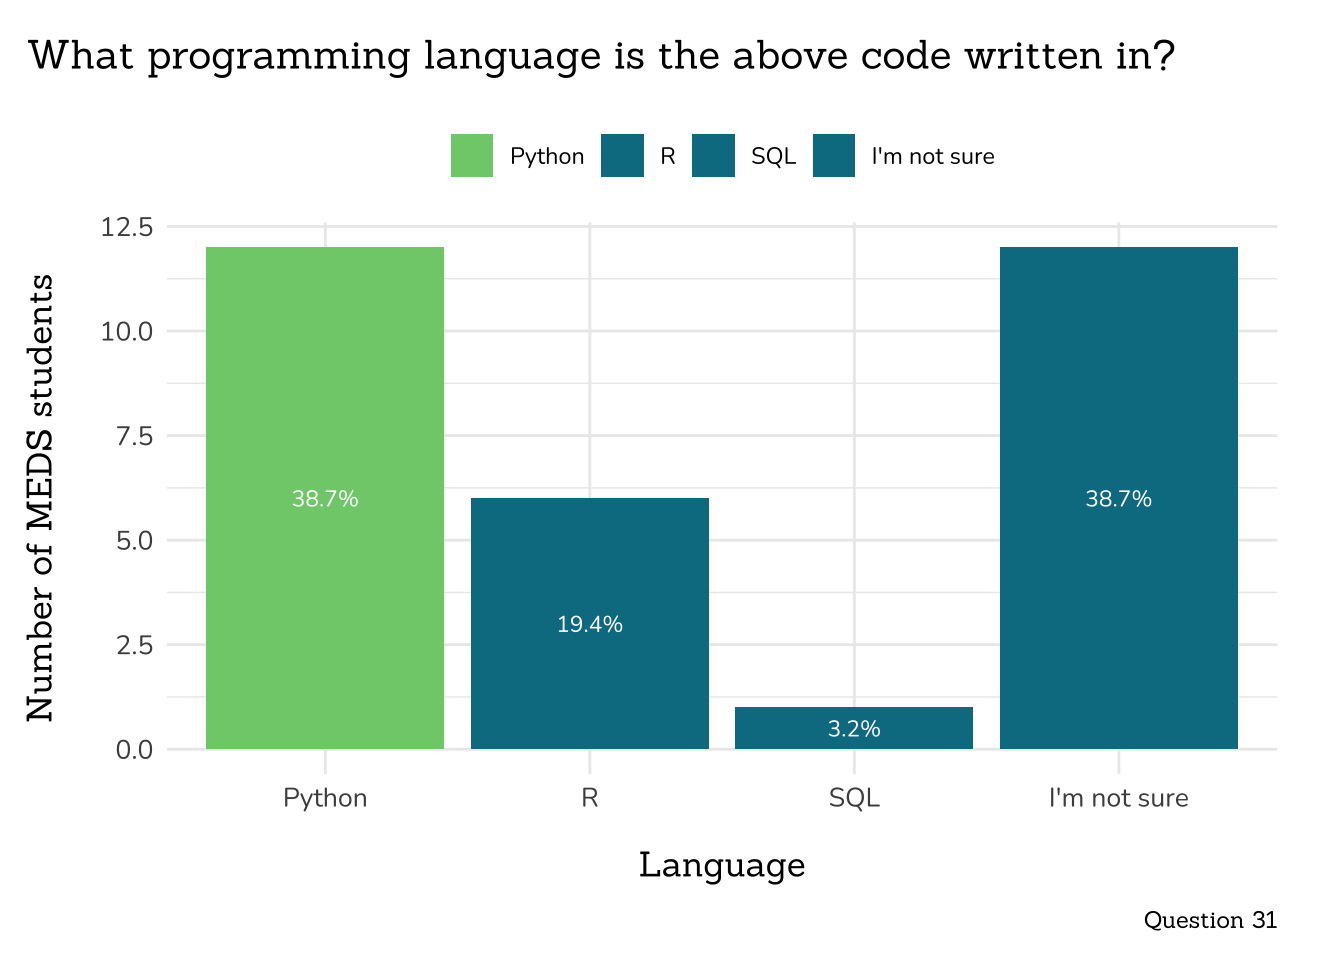 What programming language is the above code written in?
Python R SQL I'm not sure
12.5
10.0
7.5
5.0
2.5
0.0
Number of MEDS students
38.7%
19.4%
3.2%
38.7%
Python R SQL I'm not sure
Language
Question 31